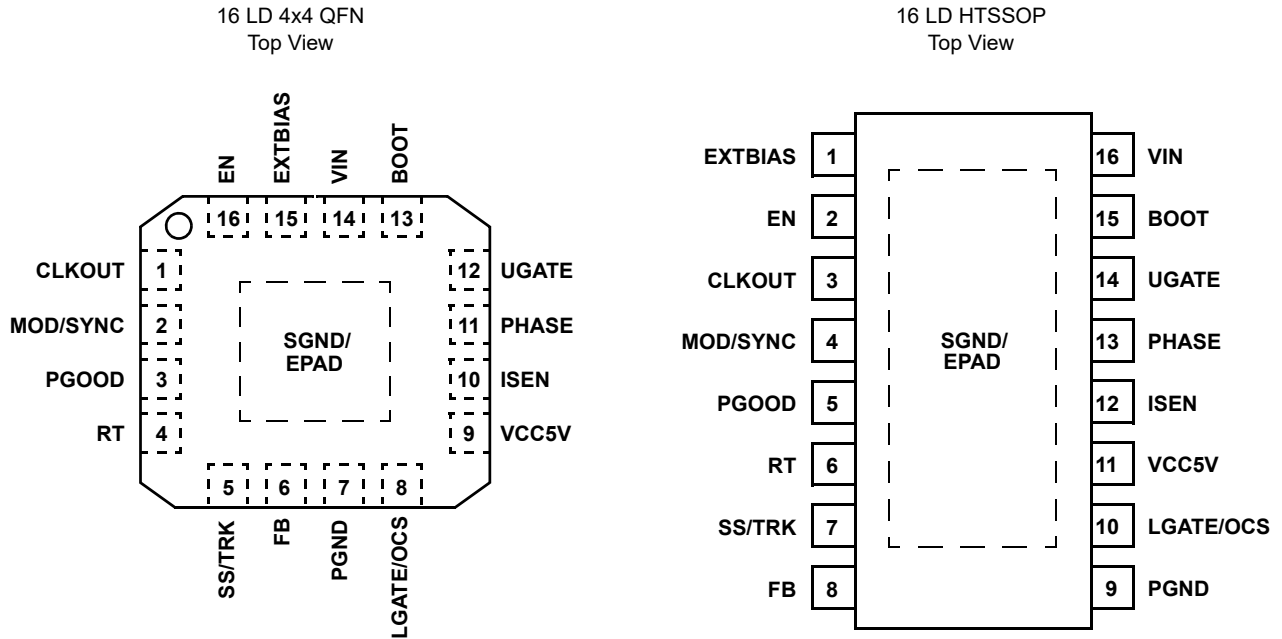 16 LD 4x4 QFN
Top View
EN
EXTBIAS
VIN
BOOT
16
15
14
13
CLKOUT 1
MOD/SYNC 2
PGOOD 3
RT 4
12 UGATE
11 PHASE
10 ISEN
9 VCC5V
SGND/
EPAD
5
6
7
8
SS/TRK
FB
PGND
LGATE/OCS
16 LD HTSSOP
Top View
EXTBIAS 1
EN 2
CLKOUT 3
MOD/SYNC 4
PGOOD 5
RT 6
SS/TRK 7
FB 8
SGND/
EPAD
16 VIN
15 BOOT
14 UGATE
13 PHASE
12 ISEN
11 VCC5V
10 LGATE/OCS
9 PGND